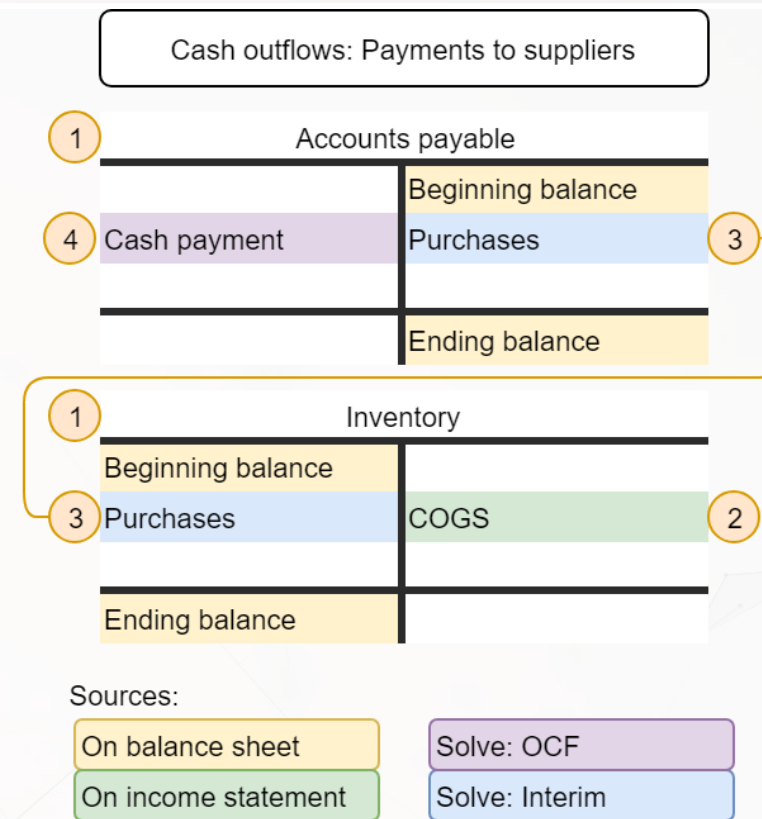 Cash outflows: Payments to suppliers
1 Accounts payable
Beginning balance
4 Cash payment Purchases 3
Ending balance
1 Inventory
Beginning balance
3 Purchases COGS 2
Ending balance
Sources:
On balance sheet Solve: OCF
On income statement Solve: Interim